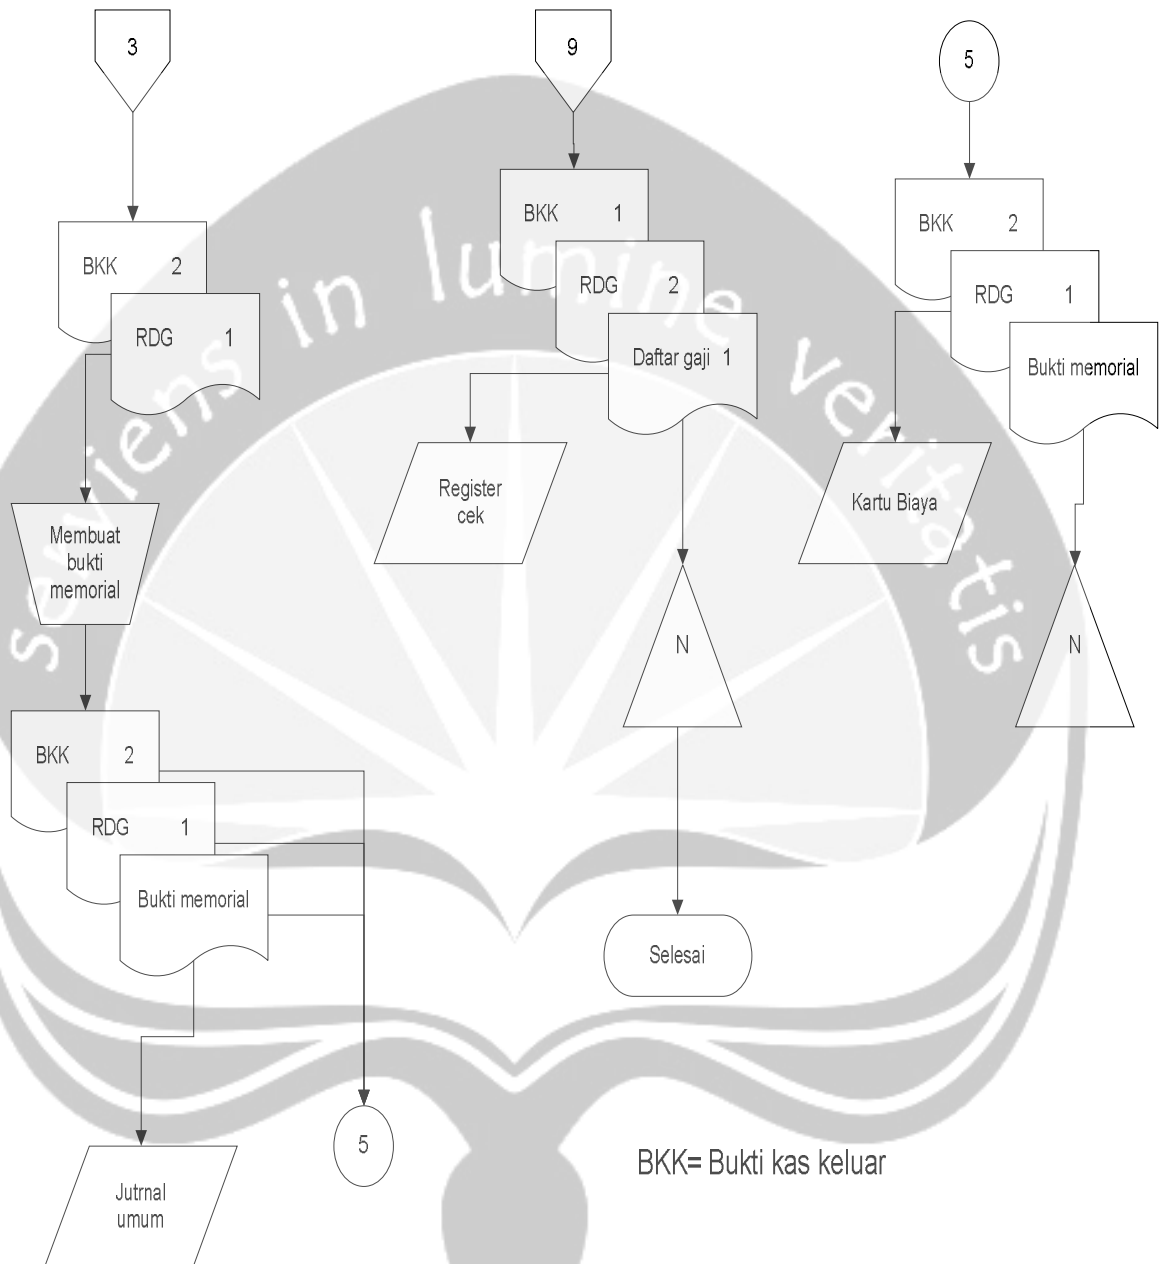 3
BKK 2
RDG 1
Membuat
bukti
memorial
BKK 2
RDG 1
Bukti memorial
Jutrnal
umum
5
9
BKK 1
RDG 2
Daftar gaji 1
Register
cek
N
Selesai
5
BKK 2
RDG 1
Bukti memorial
Kartu Biaya
N
BKK= Bukti kas keluar
serviens in lumine veritatis